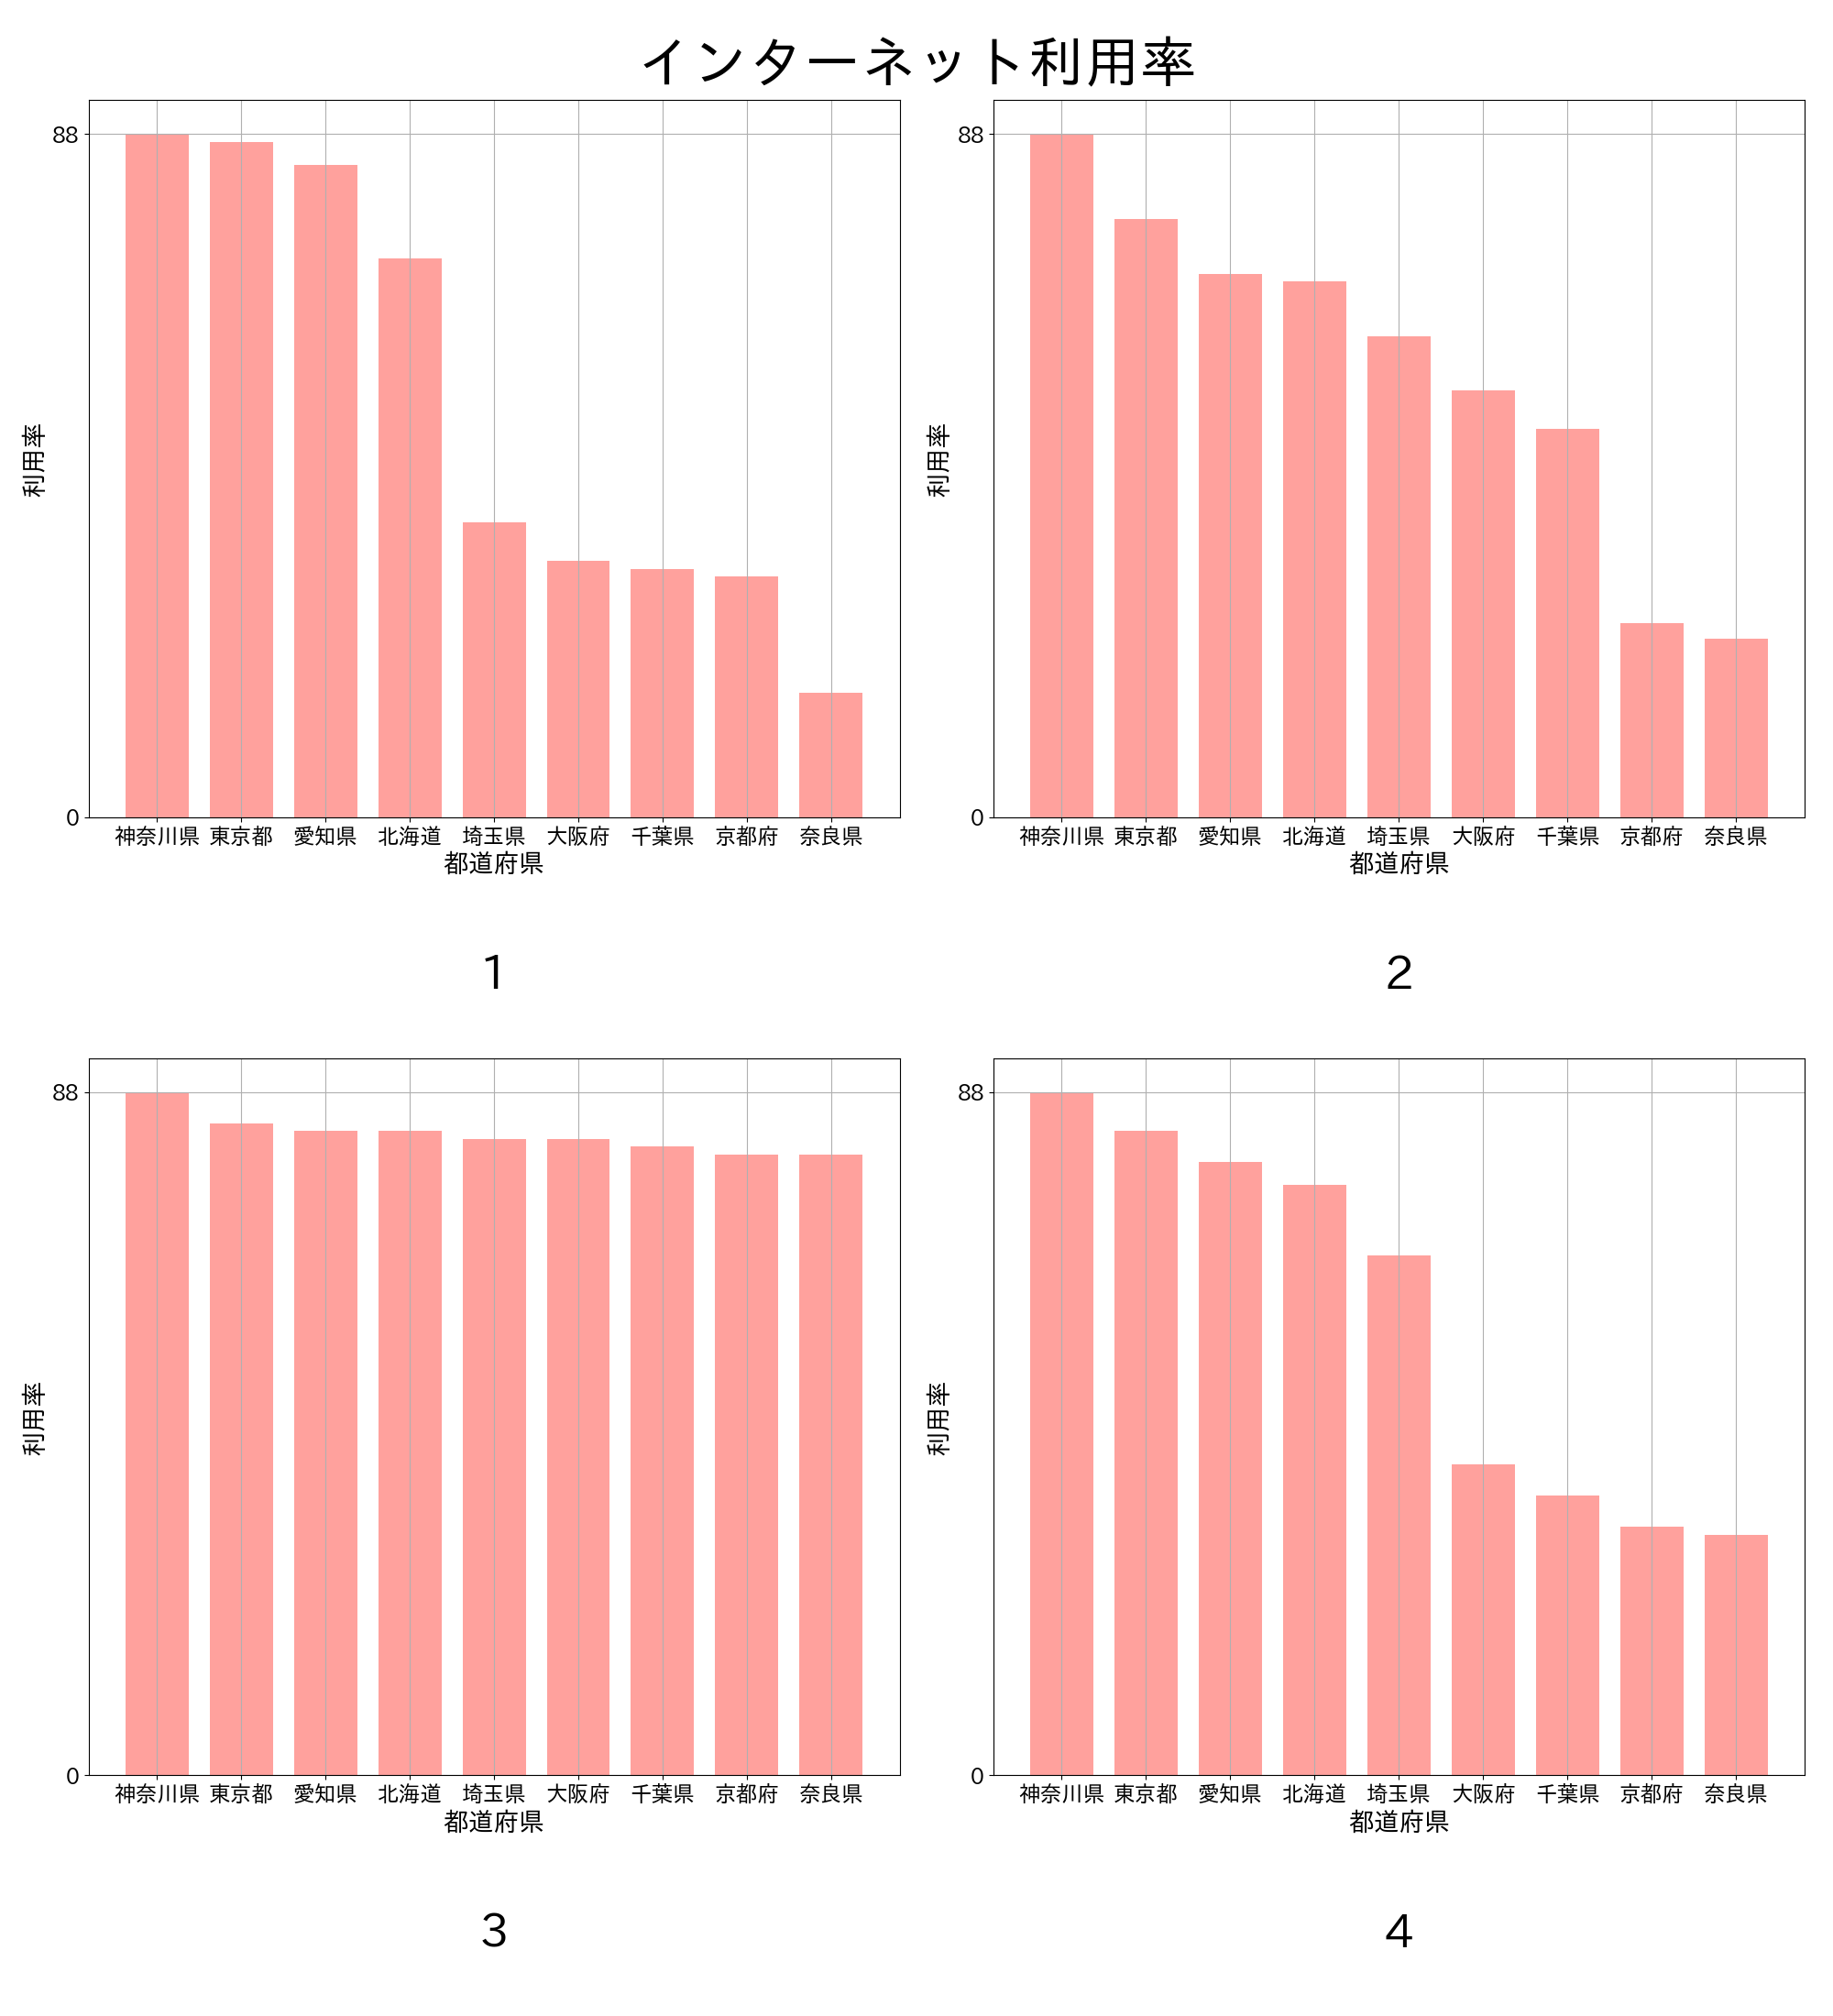 インターネット利用率
88
利用率
0
神奈川県 東京都 愛知県 北海道 埼玉県 大阪府 千葉県 京都府 奈良県
都道府県
1
88
利用率
0
神奈川県 東京都 愛知県 北海道 埼玉県 大阪府 千葉県 京都府 奈良県
都道府県
2
88
利用率
0
神奈川県 東京都 愛知県 北海道 埼玉県 大阪府 千葉県 京都府 奈良県
都道府県
3
88
利用率
0
神奈川県 東京都 愛知県 北海道 埼玉県 大阪府 千葉県 京都府 奈良県
都道府県
4